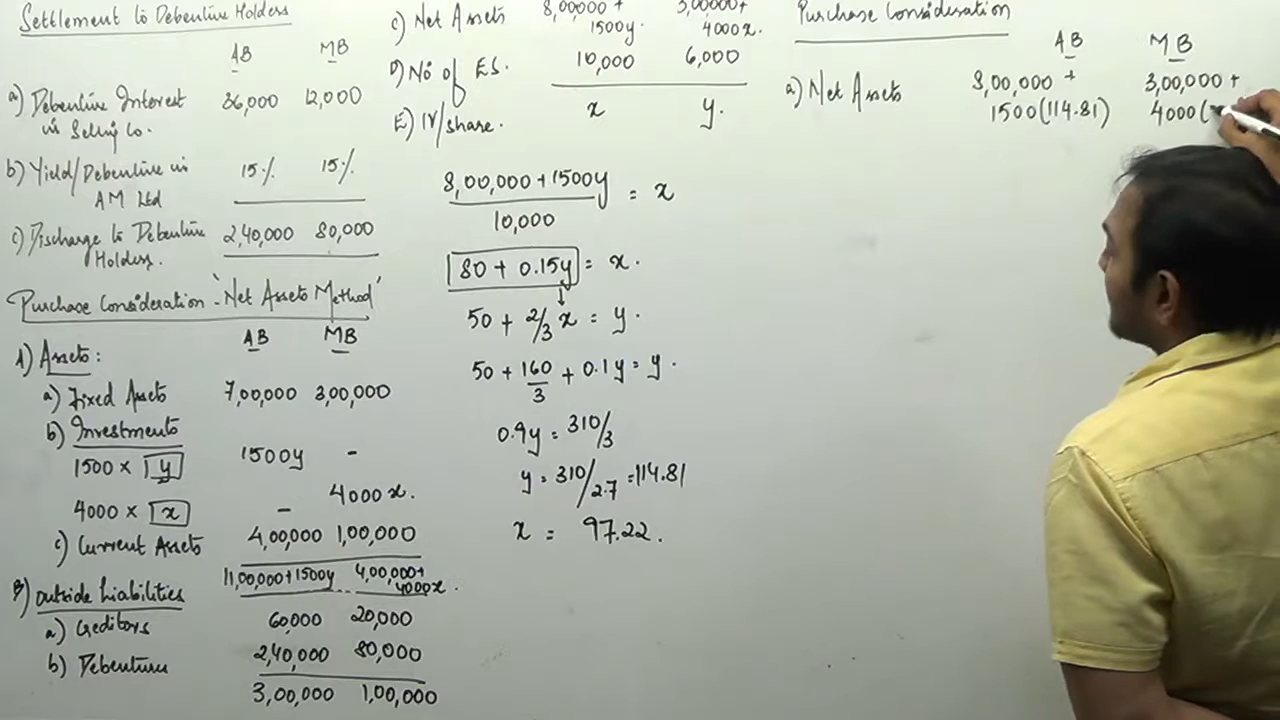 Settlement to Debenture Holders
AB MB
a) Debenture Interest 36,000 12,000
in Selling Co.
b) Yield/Debenture in 15% 15%
AM Ltd
c) Discharge to Debenture 2,40,000 80,000
Holders.
Purchase Consideration - 'Net Assets Method'
AB MB
A) Assets:
a) Fixed Assets 7,00,000 3,00,000
b) Investments
1500 × y 1500y -
4000 × x - 4000x.
c) Current Assets 4,00,000 1,00,000
11,00,000+1500y 4,00,000+
4000x.
B) Outside Liabilities
a) Creditors 60,000 20,000
b) Debenture 2,40,000 80,000
3,00,000 1,00,000
C) Net Assets 8,00,000+ 3,00,000+
1500y 4000x.
D) No of ES. 10,000 6,000
E) IV/share. x y.
8,00,000+1500y = x
10,000
80 + 0.15y = x.
50 + 2/3 x = y.
50 + 160 + 0.1y = y.
3
0.9y = 310/3
y = 310/2.7 = 114.81
x = 97.22.
Purchase Consideration
AB MB
a) Net Assets 8,00,000 + 3,00,000 +
1500(114.81) 4000(